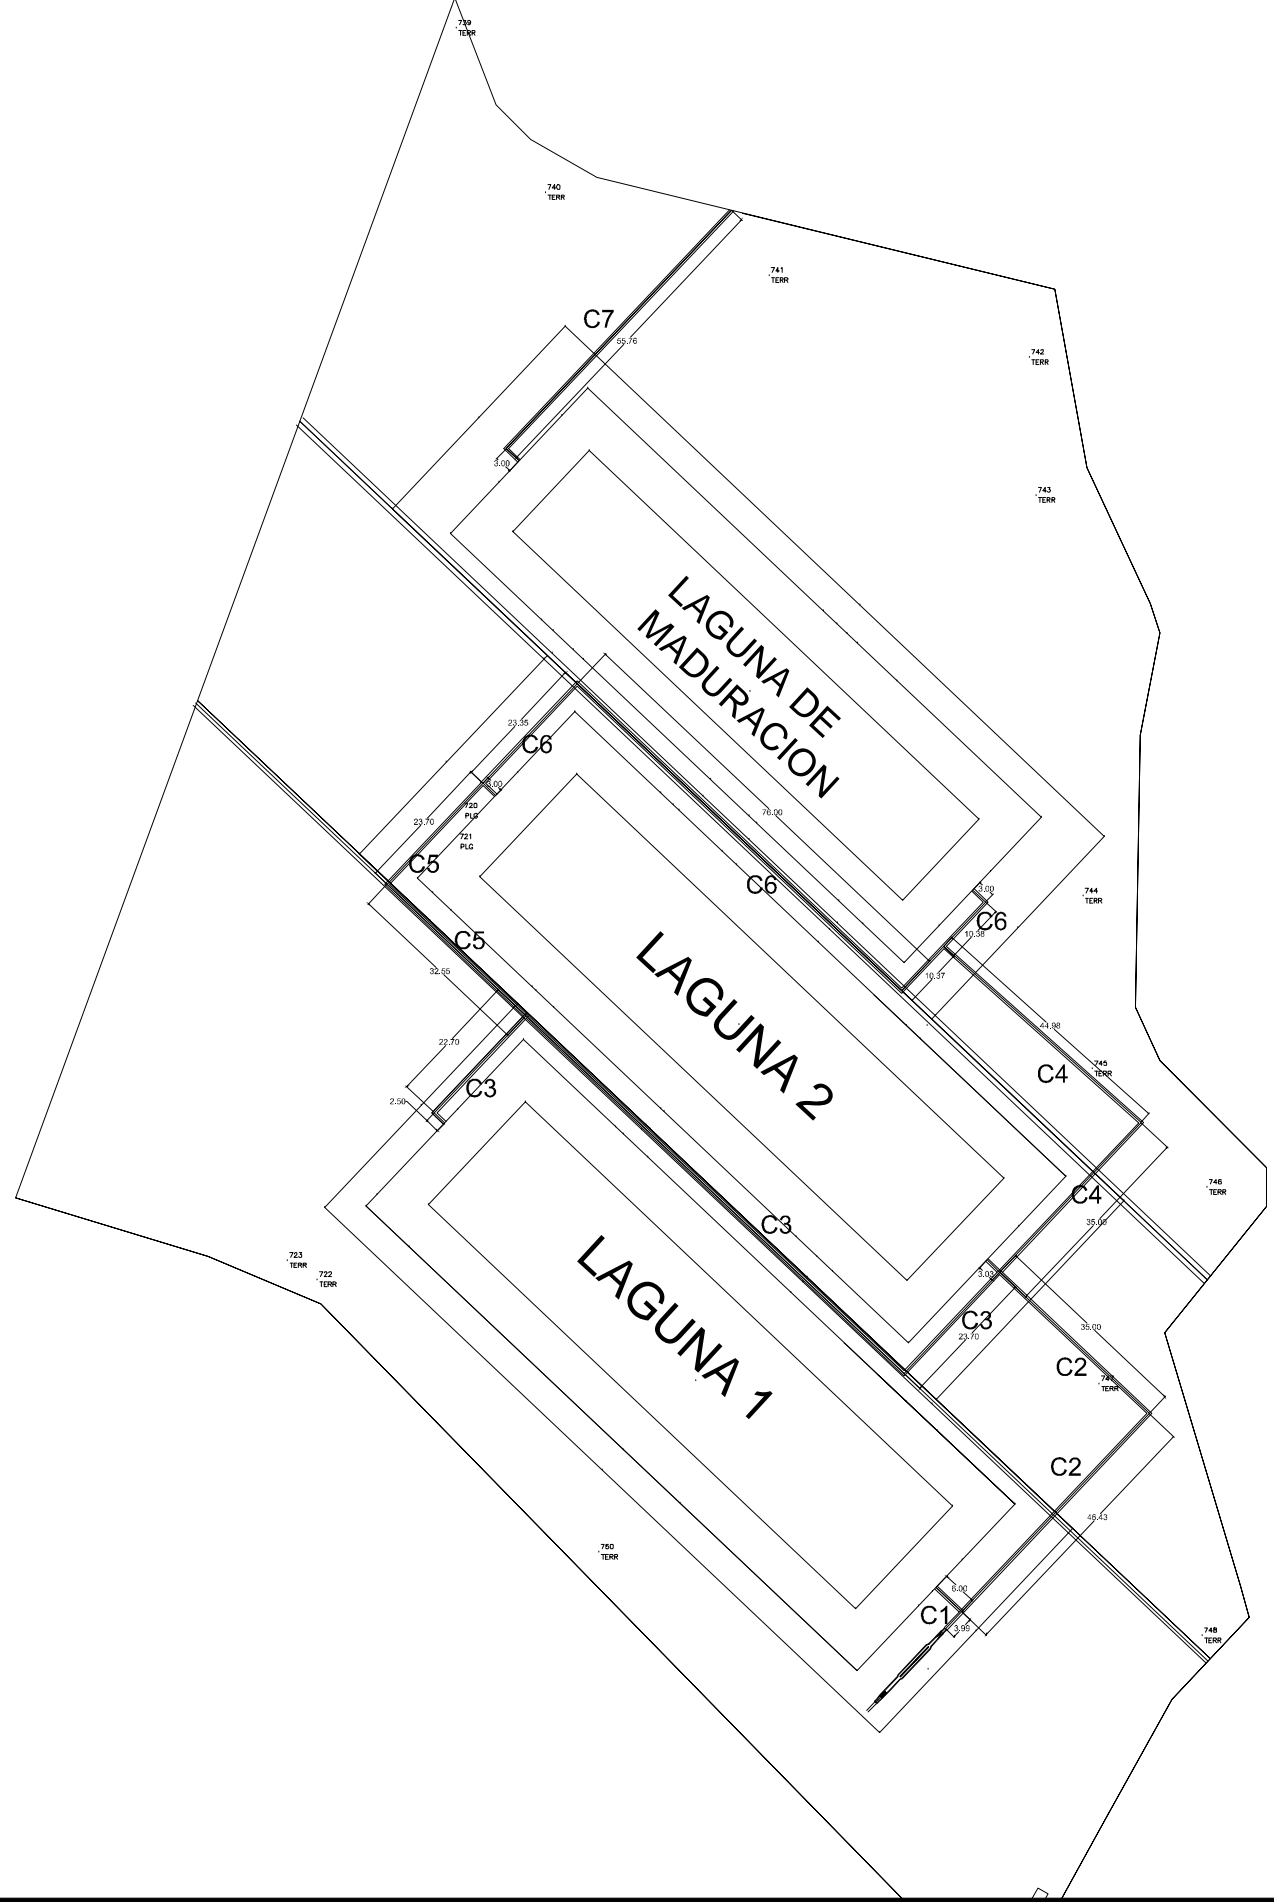 739
TERR
740
TERR
741
TERR
C7
55.76
742
TERR
3.00
743
TERR
LAGUNA DE
MADURACION
23.35
C6
3.00
720
PLG
76.00
23.70
721
PLG
C5
C6
3.00
744
TERR
C6
10.38
C5
32.55
10.37
LAGUNA 2
44.98
22.70
745
TERR
C4
C3
2.50
746
TERR
C4
35.00
C3
723
TERR
722
TERR
LAGUNA 1
3.03
C3
23.70
35.00
C2
747
TERR
C2
46.43
750
TERR
6.00
C1
3.99
748
TERR